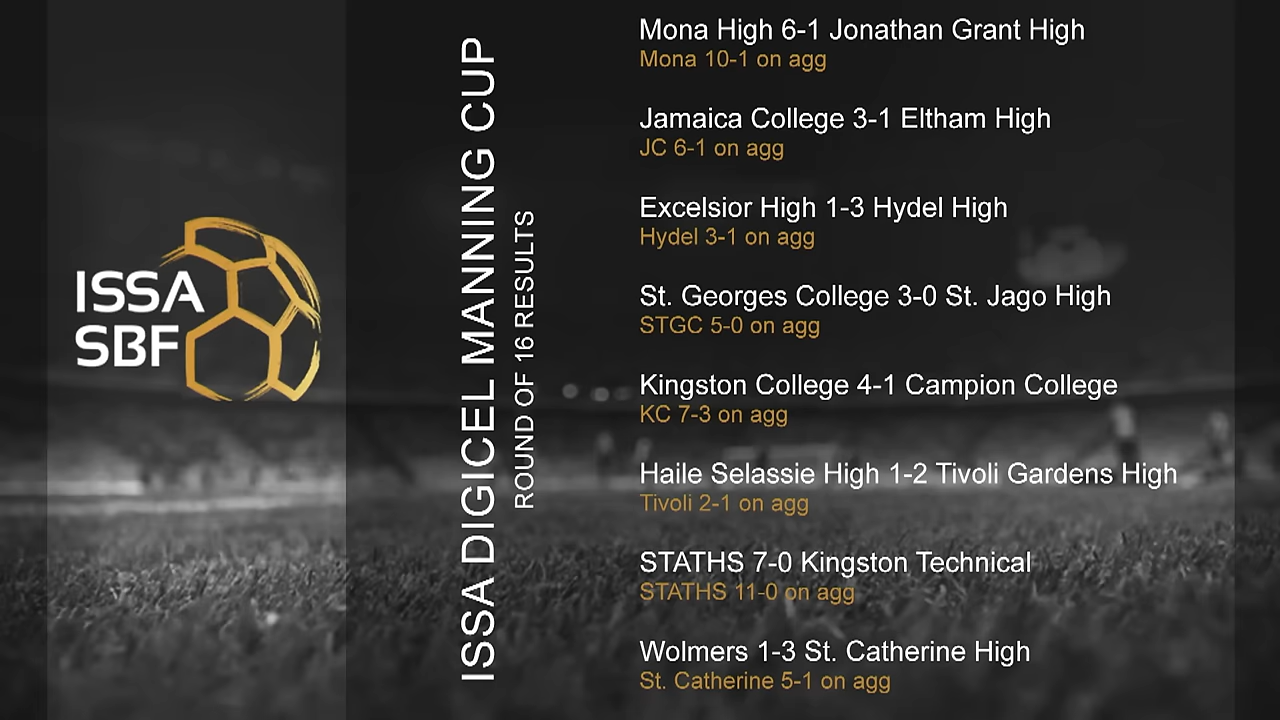 ISSA
SBF
ISSA DIGICEL MANNING CUP
ROUND OF 16 RESULTS
Mona High 6-1 Jonathan Grant High
Mona 10-1 on agg
Jamaica College 3-1 Eltham High
JC 6-1 on agg
Excelsior High 1-3 Hydel High
Hydel 3-1 on agg
St. Georges College 3-0 St. Jago High
STGC 5-0 on agg
Kingston College 4-1 Campion College
KC 7-3 on agg
Haile Selassie High 1-2 Tivoli Gardens High
Tivoli 2-1 on agg
STATHS 7-0 Kingston Technical
STATHS 11-0 on agg
Wolmers 1-3 St. Catherine High
St. Catherine 5-1 on agg